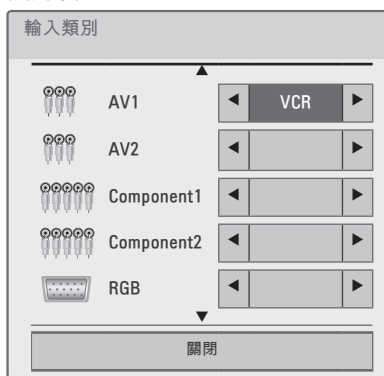 輸入類別
AV1
VCR
AV2
Component1
Component2
RGB
關閉